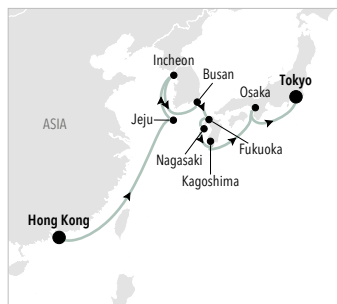 Incheon
Busan
Tokyo
Osaka
ASIA
Jeju
Fukuoka
Nagasaki
Kagoshima
Hong Kong